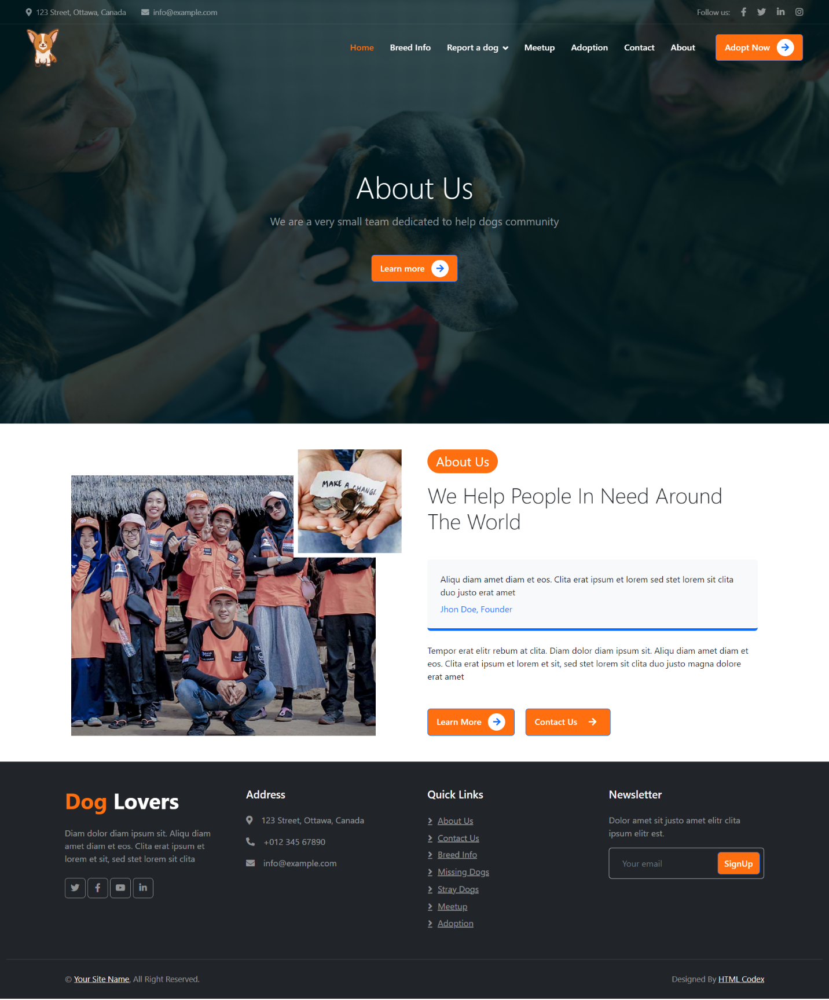 123 Street, Ottawa, Canada
info@example.com
Follow us:
Home
Breed Info
Report a dog
Meetup
Adoption
Contact
About
Adopt Now
About Us
We are a very small team dedicated to help dogs community
Learn more
MAKE A CHANGE.
About Us
We Help People In Need Around
The World
Aliqu diam amet diam et eos. Clita erat ipsum et lorem sed stet lorem sit clita
duo justo erat amet
Jhon Doe, Founder
Tempor erat elitr rebum at clita. Diam dolor diam ipsum sit. Aliqu diam amet diam et
eos. Clita erat ipsum et lorem et sit, sed stet lorem sit clita duo justo magna dolore
erat amet
Learn More
Contact Us
Dog Lovers
Diam dolor diam ipsum sit. Aliqu diam
amet diam et eos. Clita erat ipsum et
lorem et sit, sed stet lorem sit clita
Address
123 Street, Ottawa, Canada
+012 345 67890
info@example.com
Quick Links
About Us
Contact Us
Breed Info
Missing Dogs
Stray Dogs
Meetup
Adoption
Newsletter
Dolor amet sit justo amet elitr clita
ipsum elitr est.
Your email
SignUp
© Your Site Name, All Right Reserved.
Designed By HTML Codex